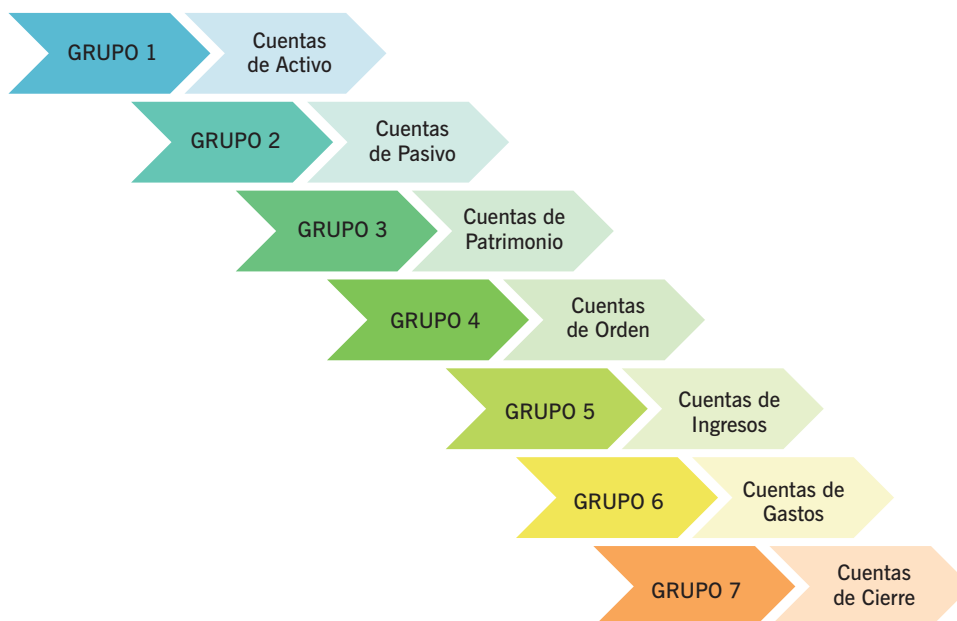 GRUPO 1
Cuentas
de Activo
GRUPO 2
Cuentas
de Pasivo
GRUPO 3
Cuentas de
Patrimonio
GRUPO 4
Cuentas
de Orden
GRUPO 5
Cuentas de
Ingresos
GRUPO 6
Cuentas de
Gastos
GRUPO 7
Cuentas
de Cierre